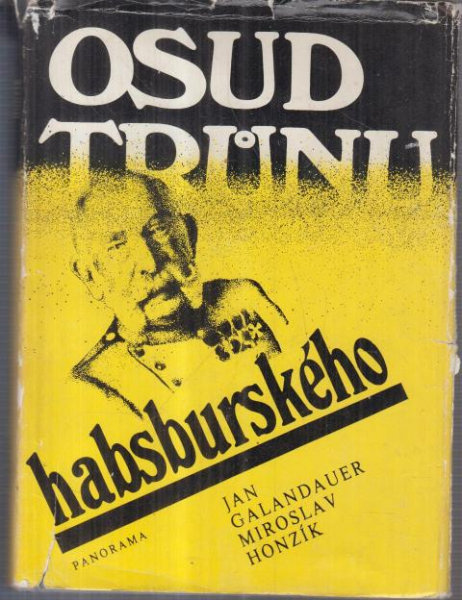 OSUD
TRŮNU
habsburského
JAN
GALANDAUER
MIROSLAV
HONZÍK
PANORAMA